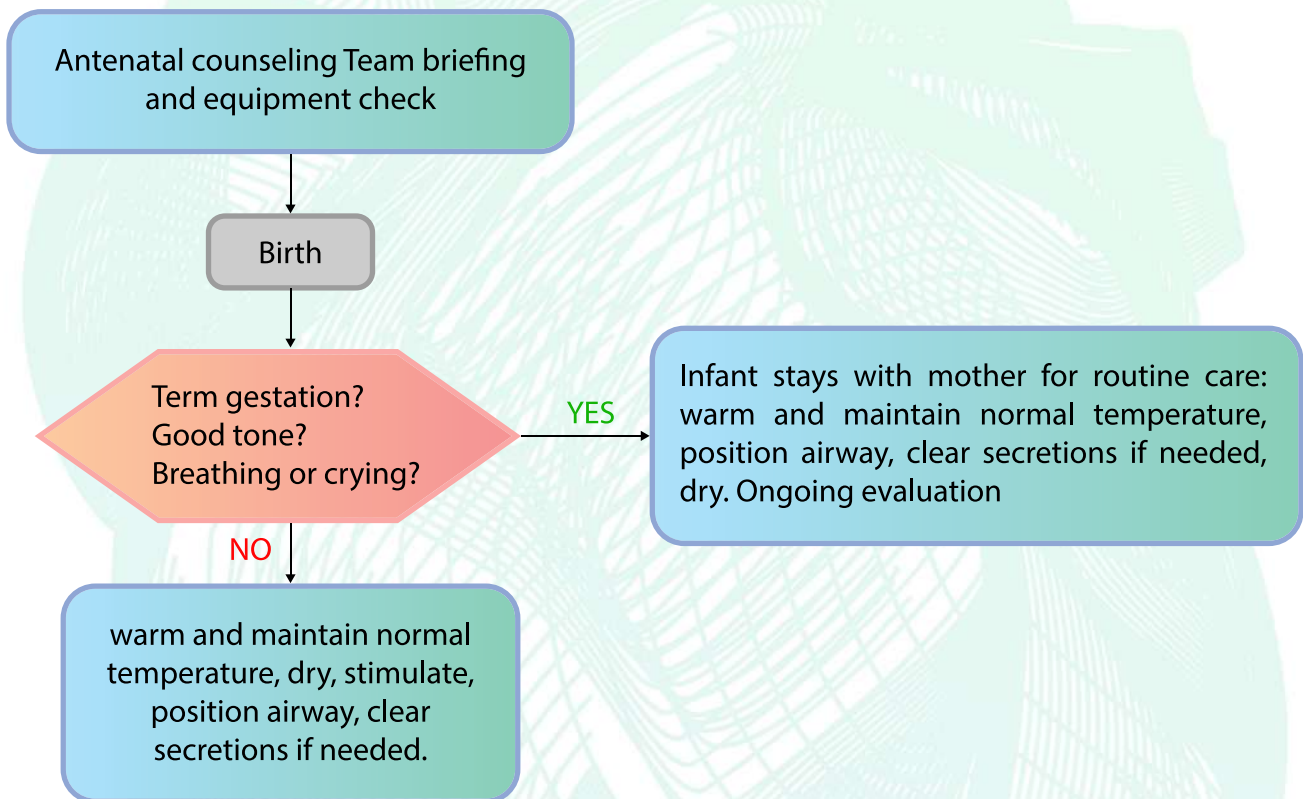 Antenatal counseling Team briefing
and equipment check
Birth
Term gestation?
Good tone?
Breathing or crying?
YES
Infant stays with mother for routine care:
warm and maintain normal temperature,
position airway, clear secretions if needed,
dry. Ongoing evaluation
NO
warm and maintain normal
temperature, dry, stimulate,
position airway, clear
secretions if needed.